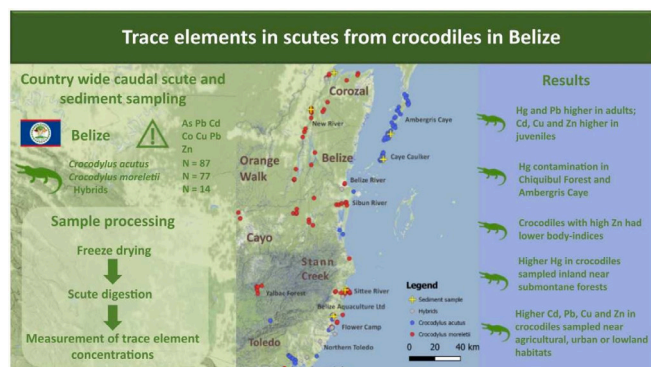 Trace elements in scutes from crocodiles in Belize
Country wide caudal scute and
sediment sampling
Belize
As Pb Cd
Co Cu Pb
Zn
Crocodylus acutus N = 87
Crocodylus moreletii N = 77
Hybrids N = 14
Sample processing
Freeze drying
Scute digestion
Measurement of trace element
concentrations
Corozal
Ambergris Caye
New River
Orange
Walk
Belize
Caye Caulker
Belize River
Sibun River
Cayo
Stann
Creek
Sittee River
Belize Aquaculture Ltd
Flower Camp
Toledo
Northern Toledo
Legend
Sediment sample
Hybrids
Crocodylus acutus
Crocodylus moreletii
0 20 40 km
Results
Hg and Pb higher in adults;
Cd, Cu and Zn higher in
juveniles
Hg contamination in
Chiquibul Forest and
Ambergris Caye
Crocodiles with high Zn had
lower body-indices
Higher Hg in crocodiles
sampled inland near
submontane forests
Higher Cd, Pb, Cu and Zn in
crocodiles sampled near
agricultural, urban or lowland
habitats